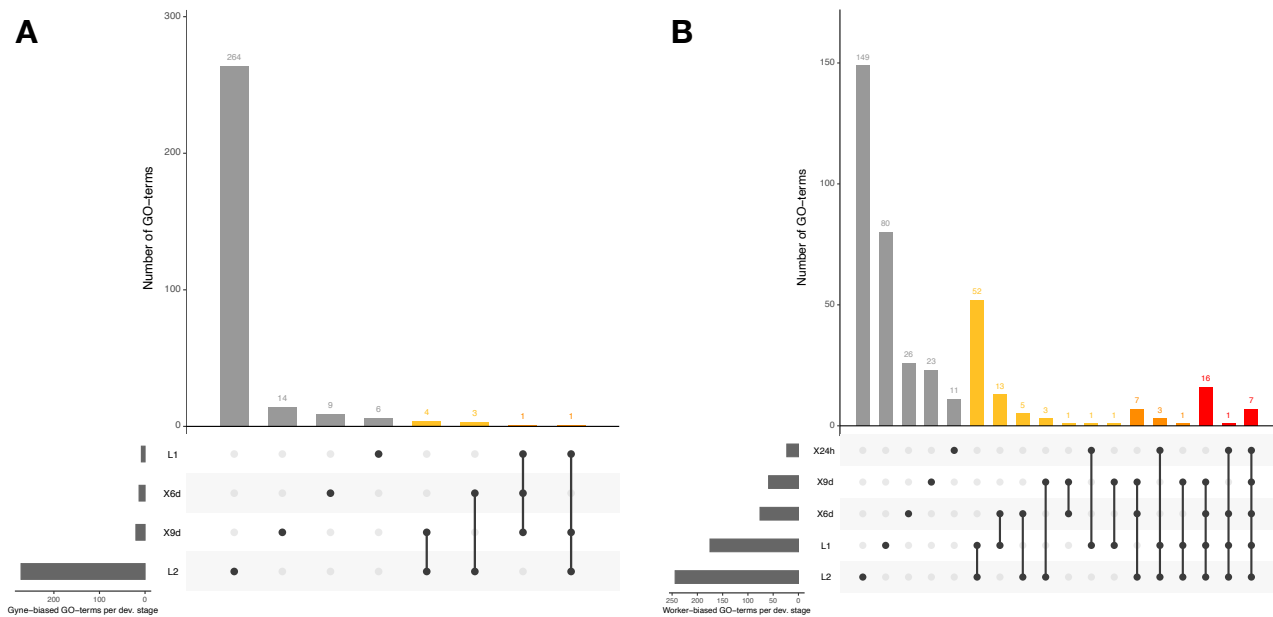 A
Number of GO−terms
300
200
100
0
264
14
9
6
4
3
1
1
L1
X6d
X9d
L2
200
100
0
Gyne−biased GO−terms per dev. stage
B
Number of GO−terms
150
100
50
0
149
80
26
23
11
52
13
5
3
1
1
1
7
3
1
16
1
7
X24h
X9d
X6d
L1
L2
250
200
150
100
50
0
Worker−biased GO−terms per dev. stage